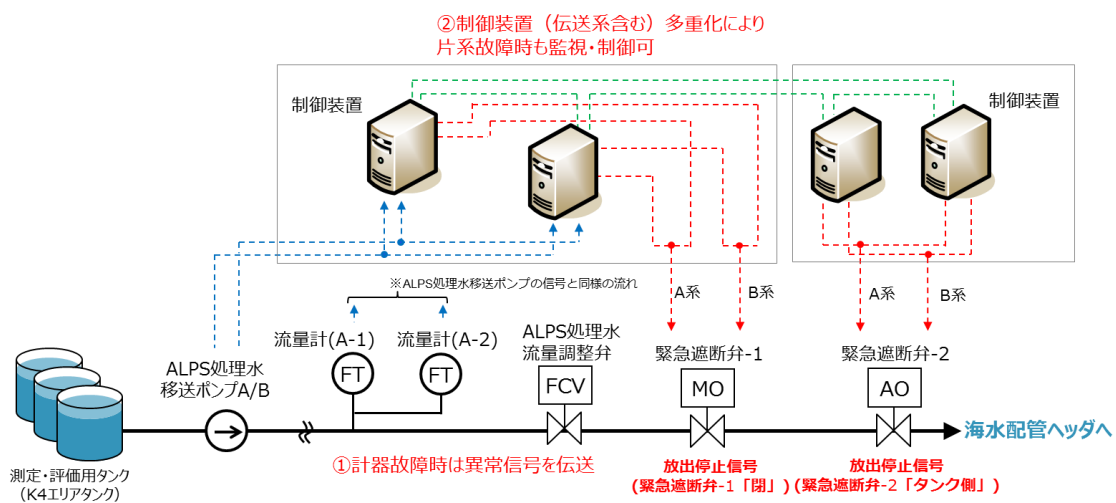 ②制御装置（伝送系含む）多重化により
片系故障時も監視・制御可
制御装置
制御装置
※ALPS処理水移送ポンプの信号と同様の流れ
A系
B系
A系
B系
流量計(A-1)
流量計(A-2)
ALPS処理水
流量調整弁
緊急遮断弁-1
緊急遮断弁-2
ALPS処理水
移送ポンプA/B
FT
FT
FCV
MO
AO
海水配管ヘッダへ
測定・評価用タンク
（K4エリアタンク）
①計器故障時は異常信号を伝送
放出停止信号
(緊急遮断弁-1「閉」)
放出停止信号
(緊急遮断弁-2「タンク側」)